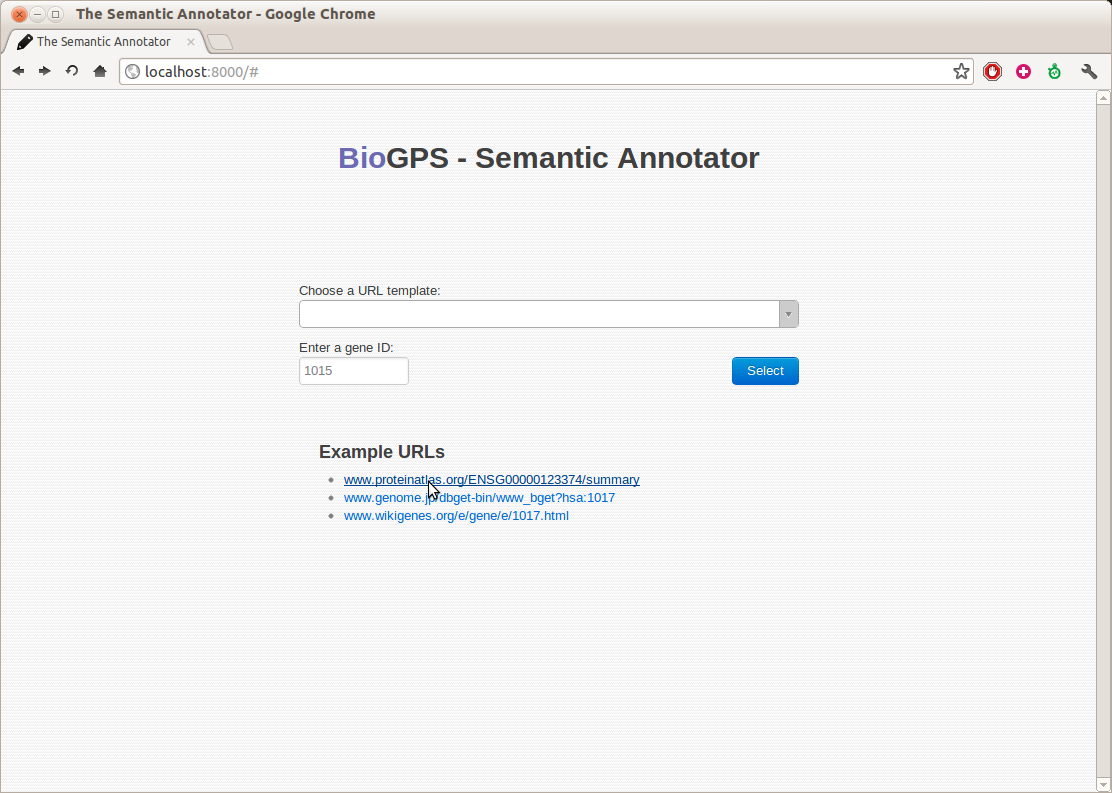 The Semantic Annotator - Google Chrome
The Semantic Annotator
localhost:8000/#
BioGPS - Semantic Annotator
Choose a URL template:
Enter a gene ID:
1015
Select
Example URLs
www.proteinatlas.org/ENSG00000123374/summary
www.genome.jp/dbget-bin/www_bget?hsa:1017
www.wikigenes.org/e/gene/e/1017.html